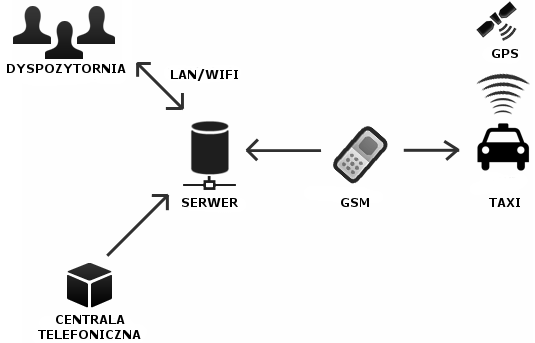 GPS
DYSPOZYTORNIA
LAN/WIFI
SERWER
GSM
TAXI
CENTRALA
TELEFONICZNA